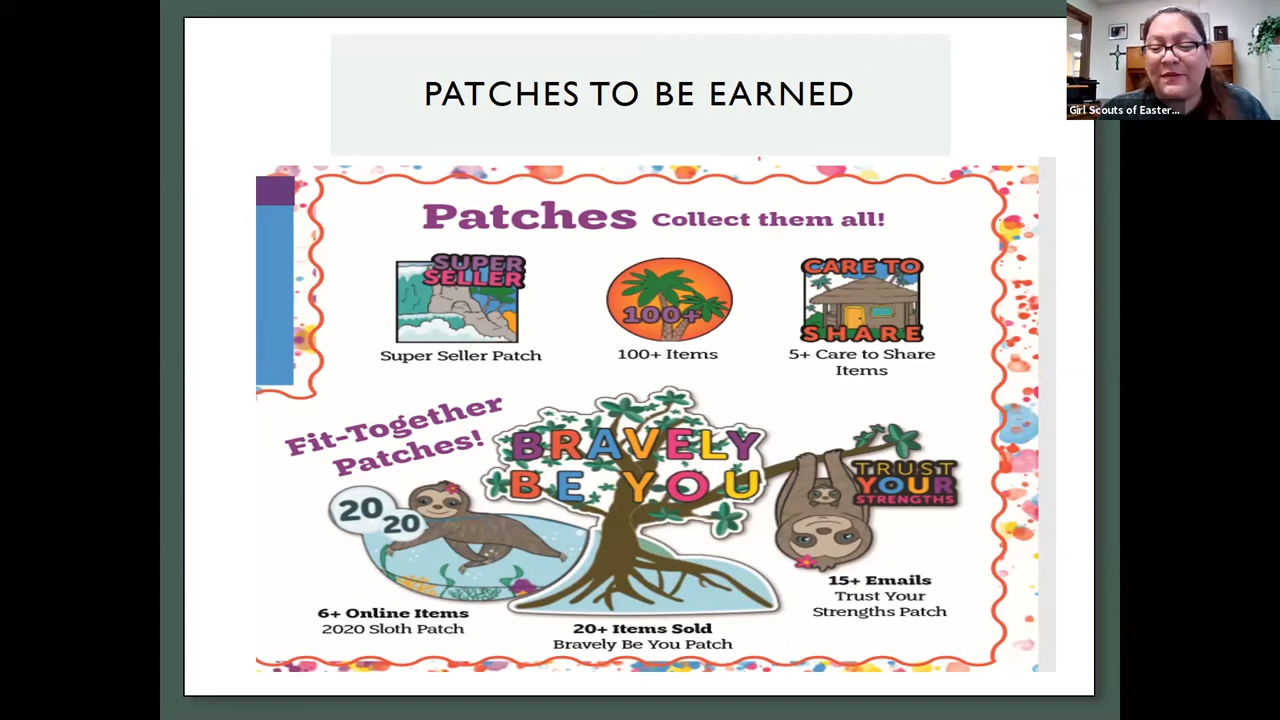 PATCHES TO BE EARNED
Girl Scouts of Easter...
Patches Collect them all!
SUPER
SELLER
Super Seller Patch
100+
100+ Items
CARE TO
SHARE
5+ Care to Share
Items
Fit-Together
Patches!
BRAVELY
BE YOU
TRUST
YOUR
STRENGTHS
20
20
6+ Online Items
2020 Sloth Patch
20+ Items Sold
Bravely Be You Patch
15+ Emails
Trust Your
Strengths Patch